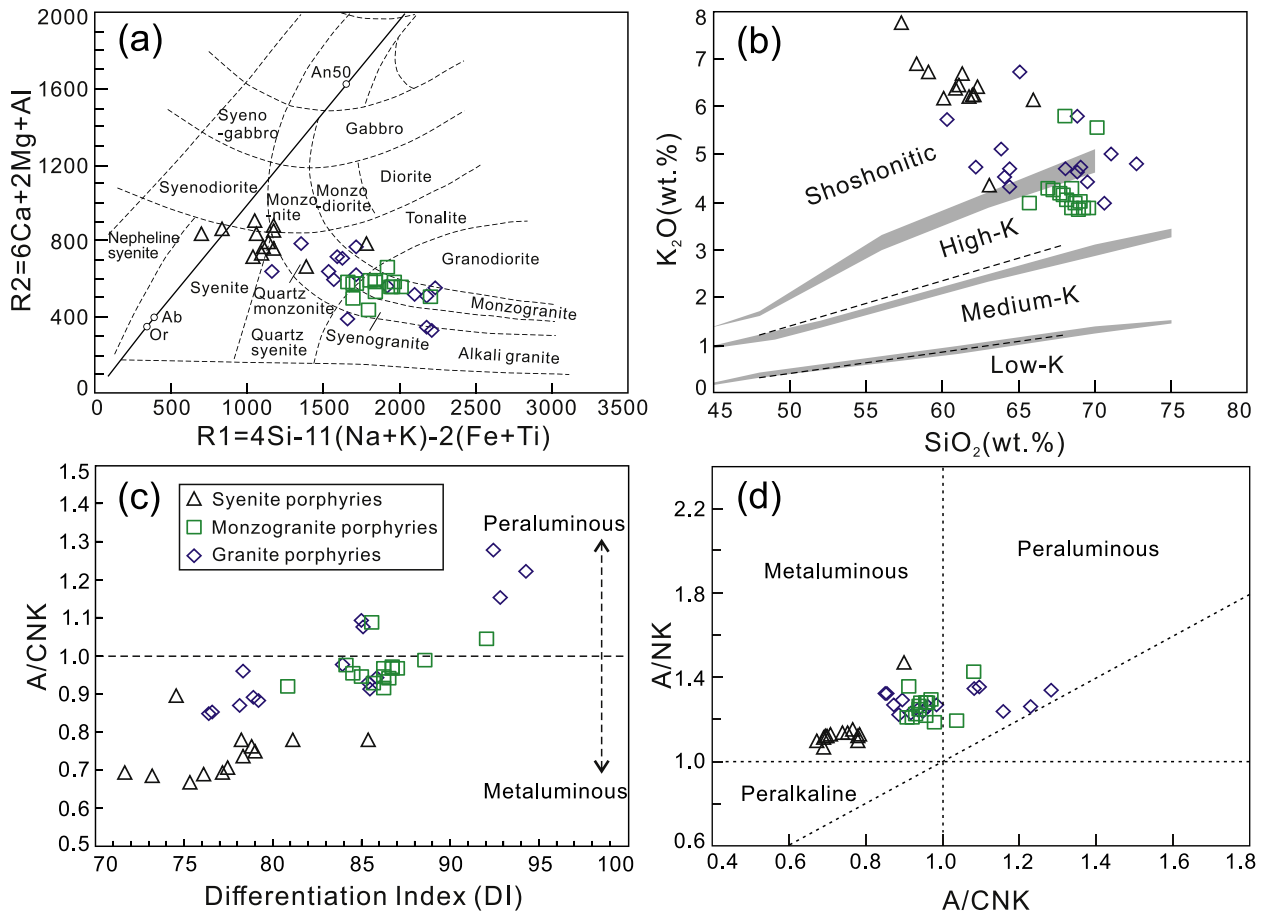 (a)
2000
1600
1200
800
400
0
R2=6Ca+2Mg+Al
An50
Syeno
-gabbro
Gabbro
Syenodiorite
Monzo
-nite
Monzo
-diorite
Diorite
Tonalite
Nepheline
syenite
Granodiorite
Syenite
Quartz
monzonite
Monzogranite
Ab
Or
Quartz
syenite
Syenogranite
Alkali granite
0 500 1000 1500 2000 2500 3000 3500
R1=4Si-11(Na+K)-2(Fe+Ti)
(b)
8
7
6
5
4
3
2
1
0
K₂O(wt.%)
Shoshonitic
High-K
Medium-K
Low-K
45 50 55 60 65 70 75 80
SiO₂(wt.%)
(c)
1.5
1.4
1.3
1.2
1.1
1.0
0.9
0.8
0.7
0.6
0.5
A/CNK
Syenite porphyries
Monzogranite porphyries
Granite porphyries
Peraluminous
Metaluminous
70 75 80 85 90 95 100
Differentiation Index (DI)
(d)
2.2
1.8
1.4
1.0
0.6
A/NK
Metaluminous
Peraluminous
Peralkaline
0.4 0.6 0.8 1.0 1.2 1.4 1.6 1.8
A/CNK